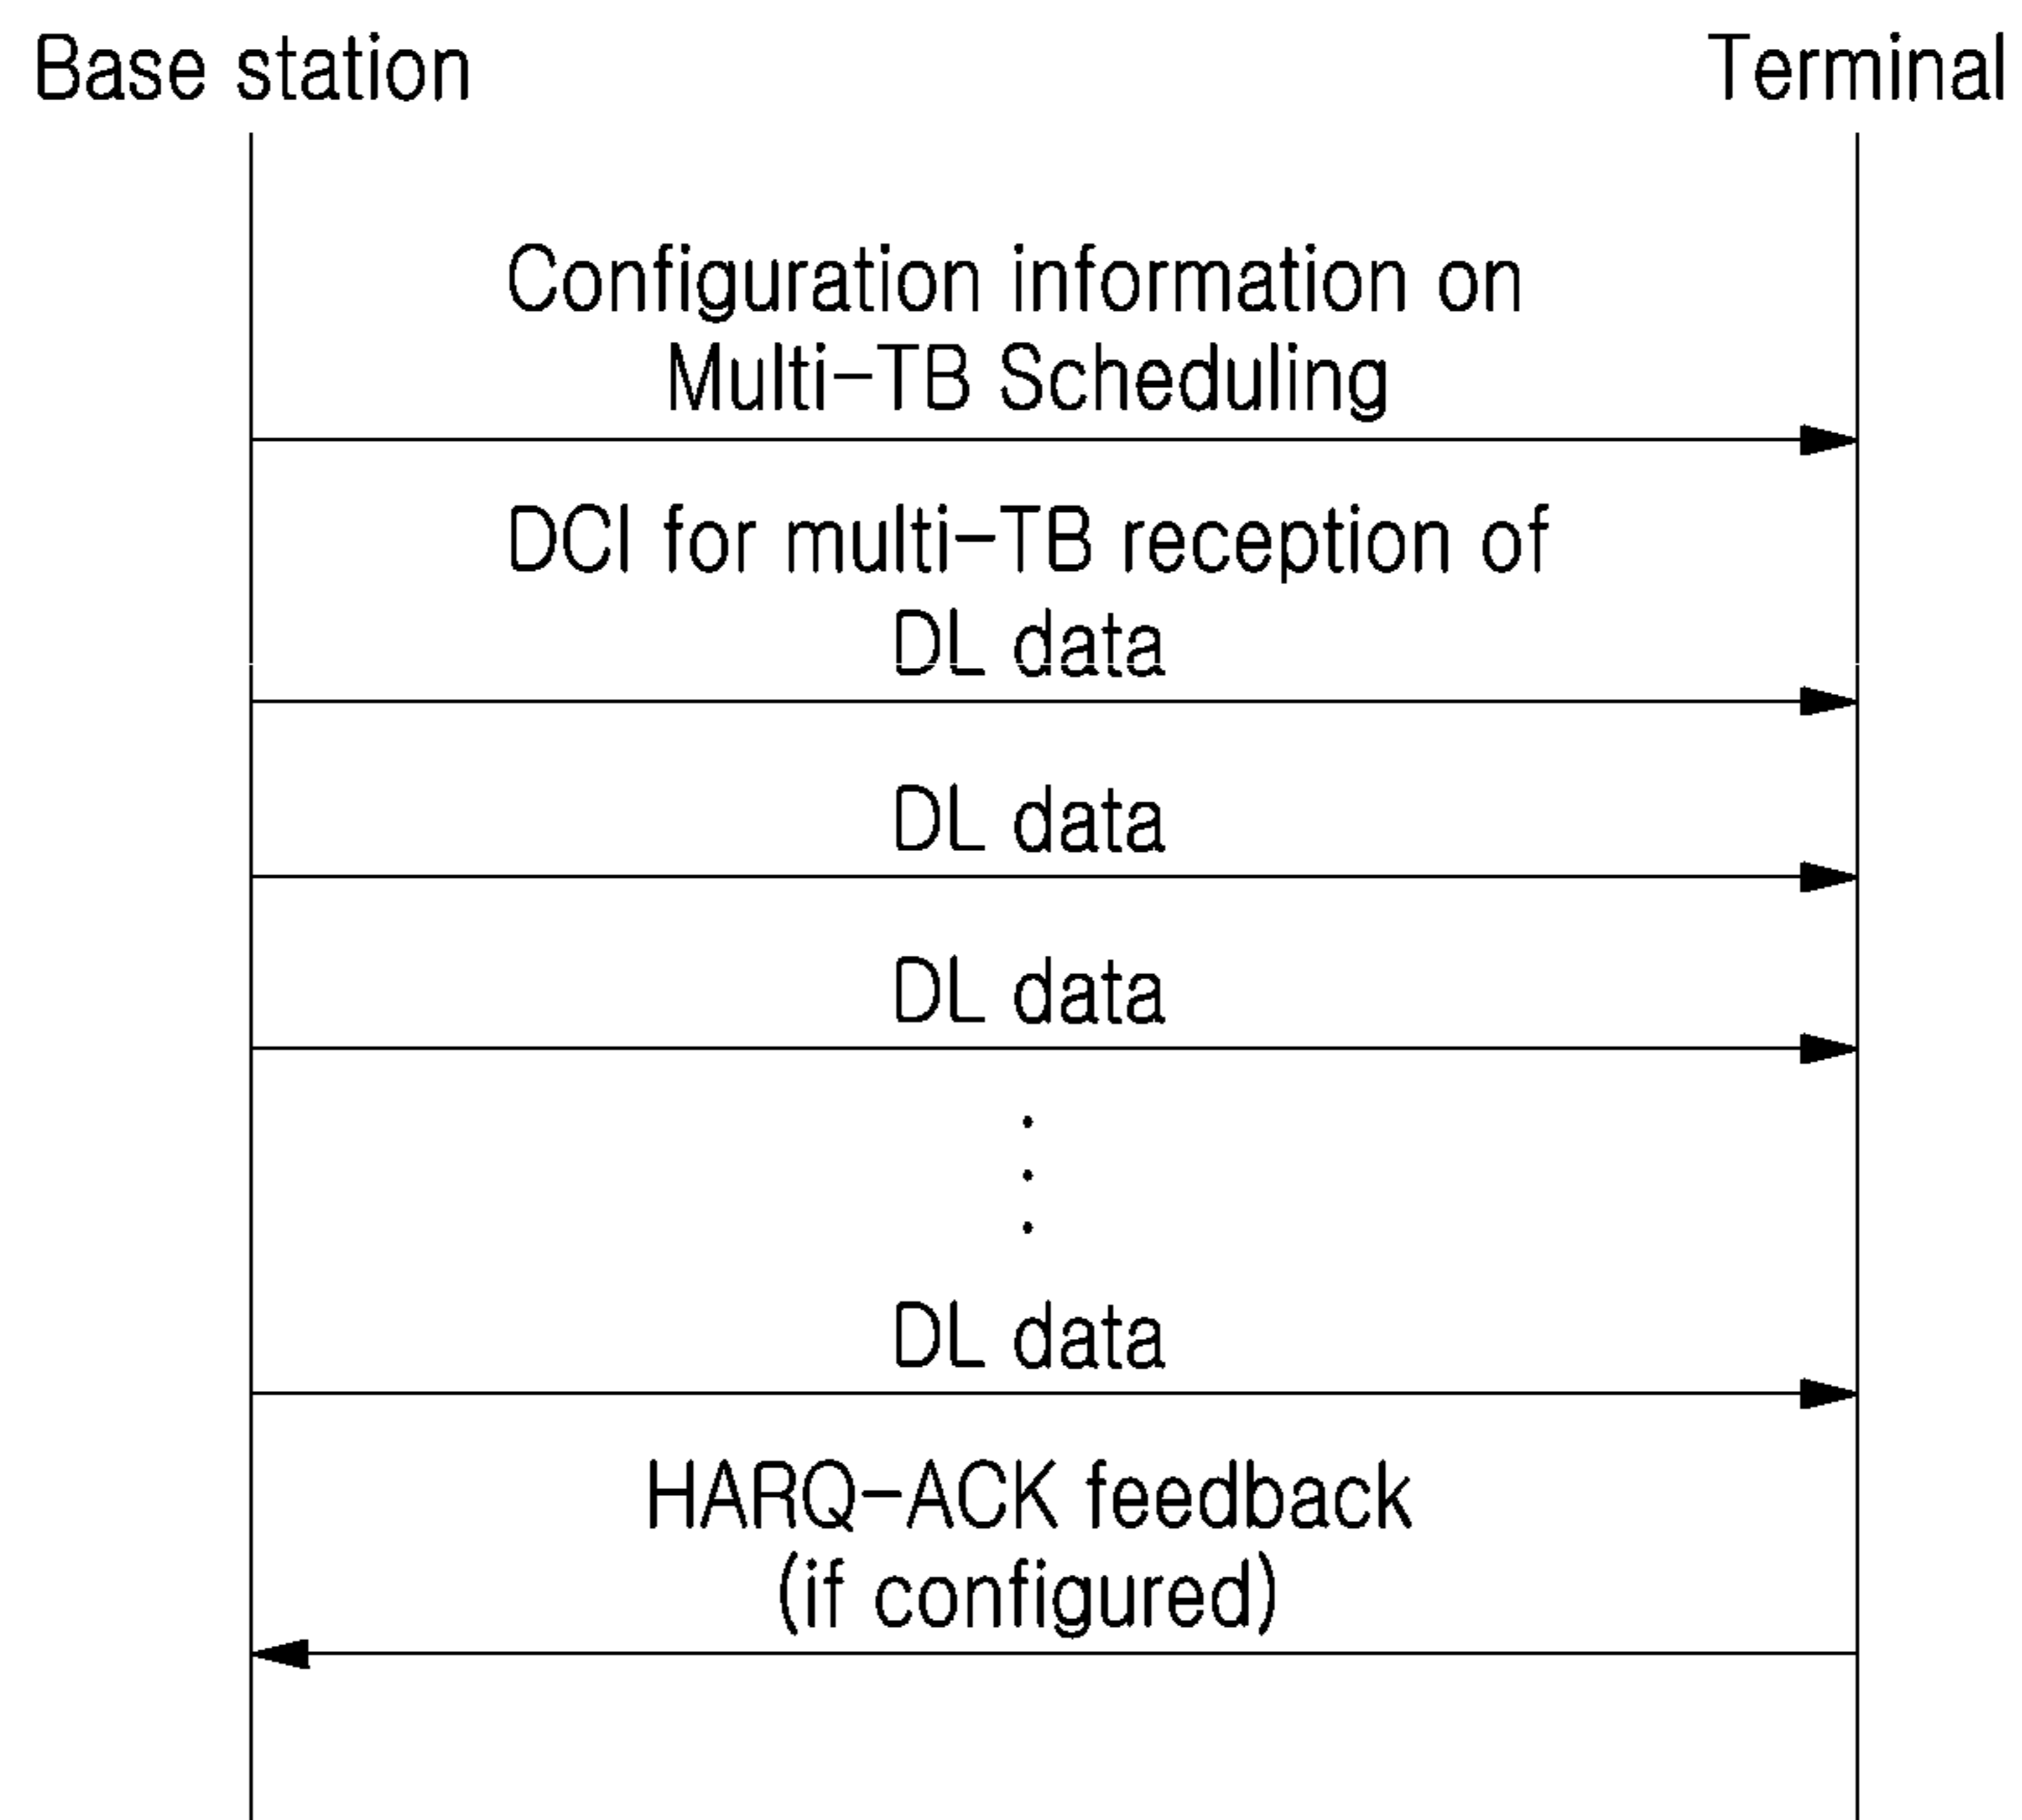 Base station Terminal
Configuration information on
Multi-TB Scheduling
DCI for multi-TB reception of
DL data
DL data
DL data
DL data
HARQ-ACK feedback
(if configured)